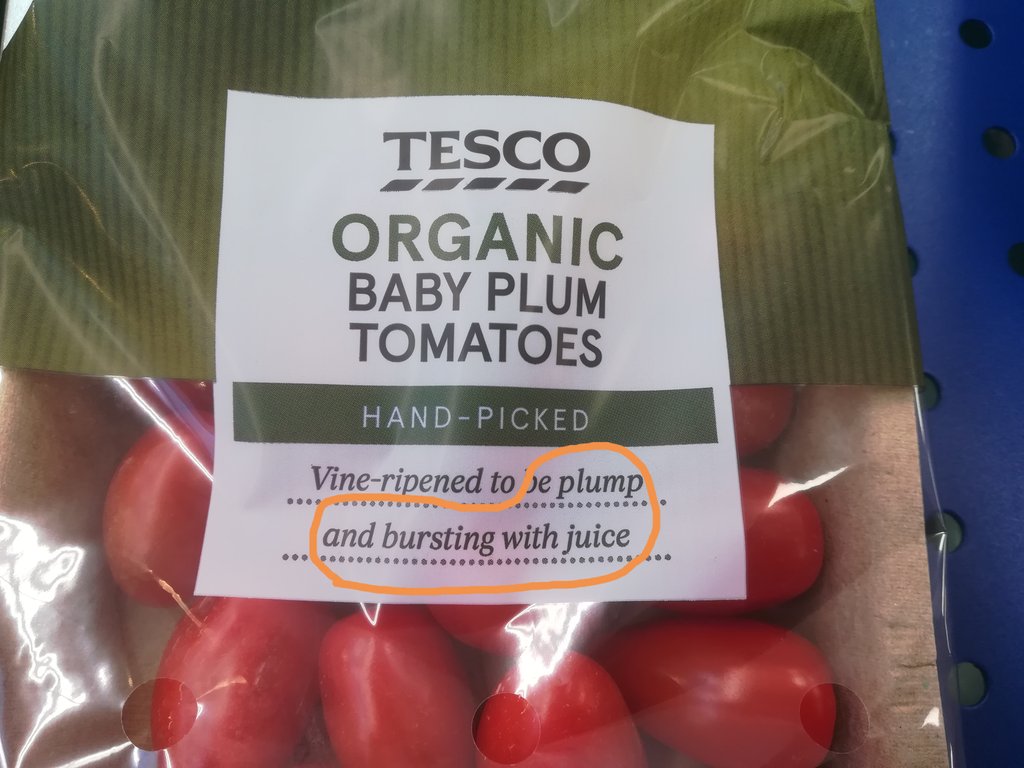 TESCO
ORGANIC
BABY PLUM
TOMATOES
HAND-PICKED
Vine-ripened to be plump
and bursting with juice